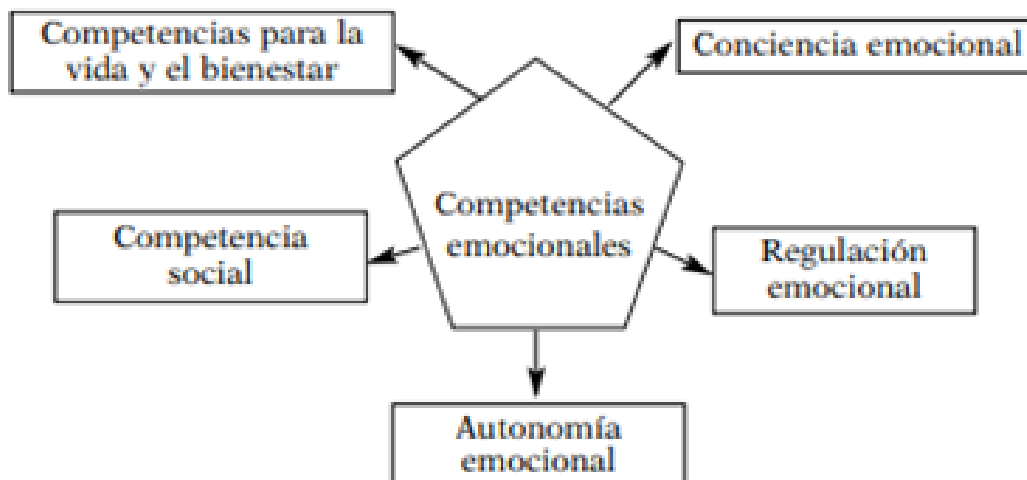 Competencias para la
vida y el bienestar
Conciencia emocional
Competencias
emocionales
Competencia
social
Regulación
emocional
Autonomía
emocional